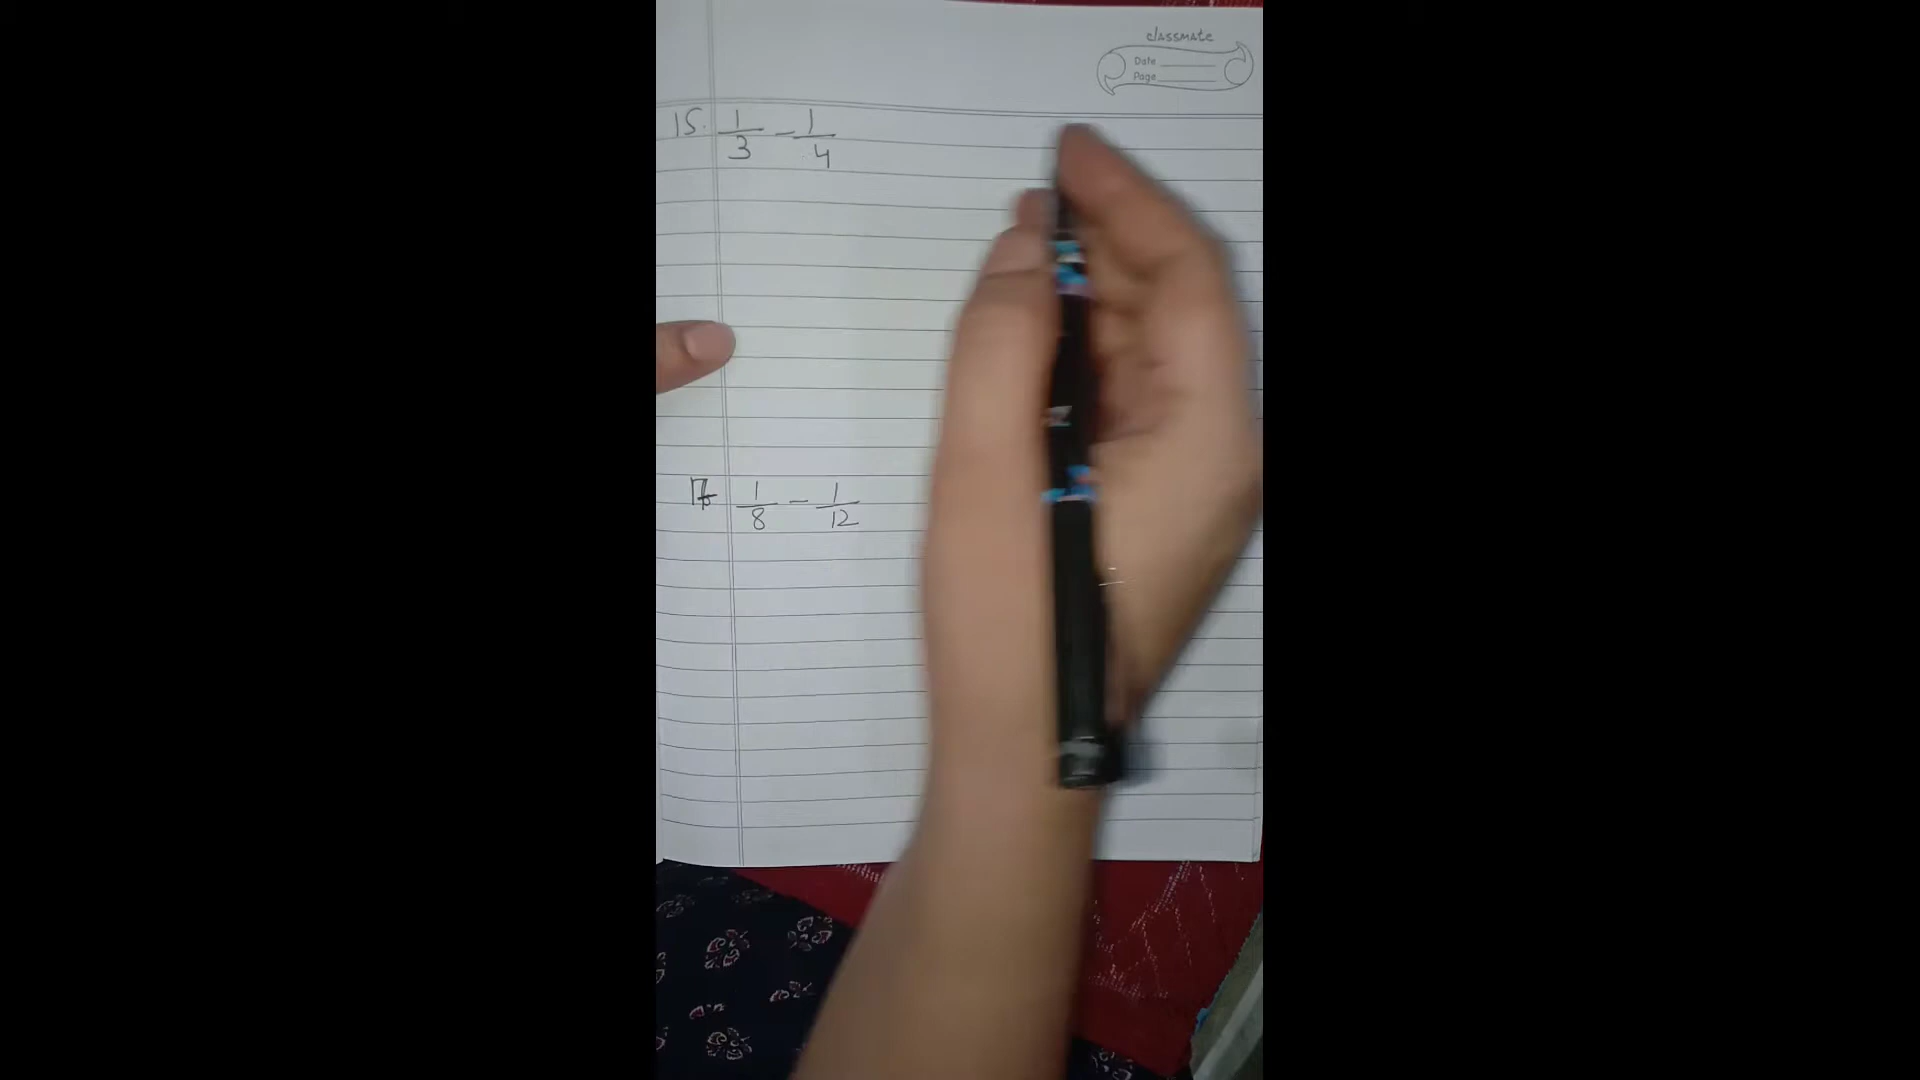 classmate
Date
Page
15. 1/3 - 1/4
1/8 - 1/12